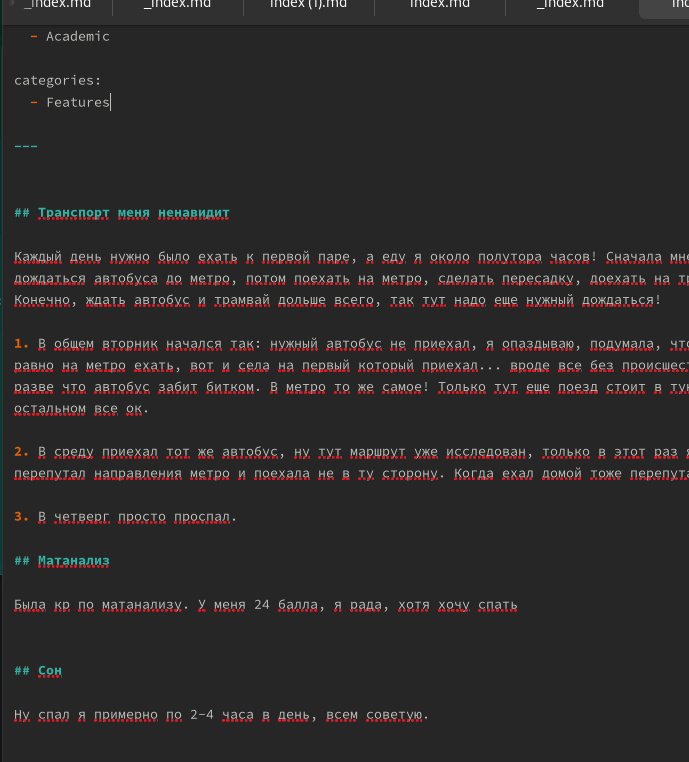 _index.md _index.md index (1).md index.md _index.md
- Academic
categories:
- Features
---
## Транспорт меня ненавидит
Каждый день нужно было ехать к первой паре, а еду я около полутора часов! Сначала
дождаться автобуса до метро, потом поехать на метро, сделать пересадку, доехать на
Конечно, ждать автобус и трамвай дольше всего, так тут надо еще нужный дождаться!
1. В общем вторник начался так: нужный автобус не приехал, я опаздываю, подумала,
равно на метро ехать, вот и села на первый который приехал... вроде все без
разве что автобус забит битком. В метро то же самое! Только тут еще поезд стоит в
остальном все ок.
2. В среду приехал тот же автобус, ну тут маршрут уже исследован, только в этот раз
перепутал направления метро и поехала не в ту сторону. Когда ехал домой тоже
3. В четверг просто проспал.
## Матанализ
Была кр по матанализу. У меня 24 балла, я рада, хотя хочу спать
## Сон
Ну спал я примерно по 2-4 часа в день, всем советую.